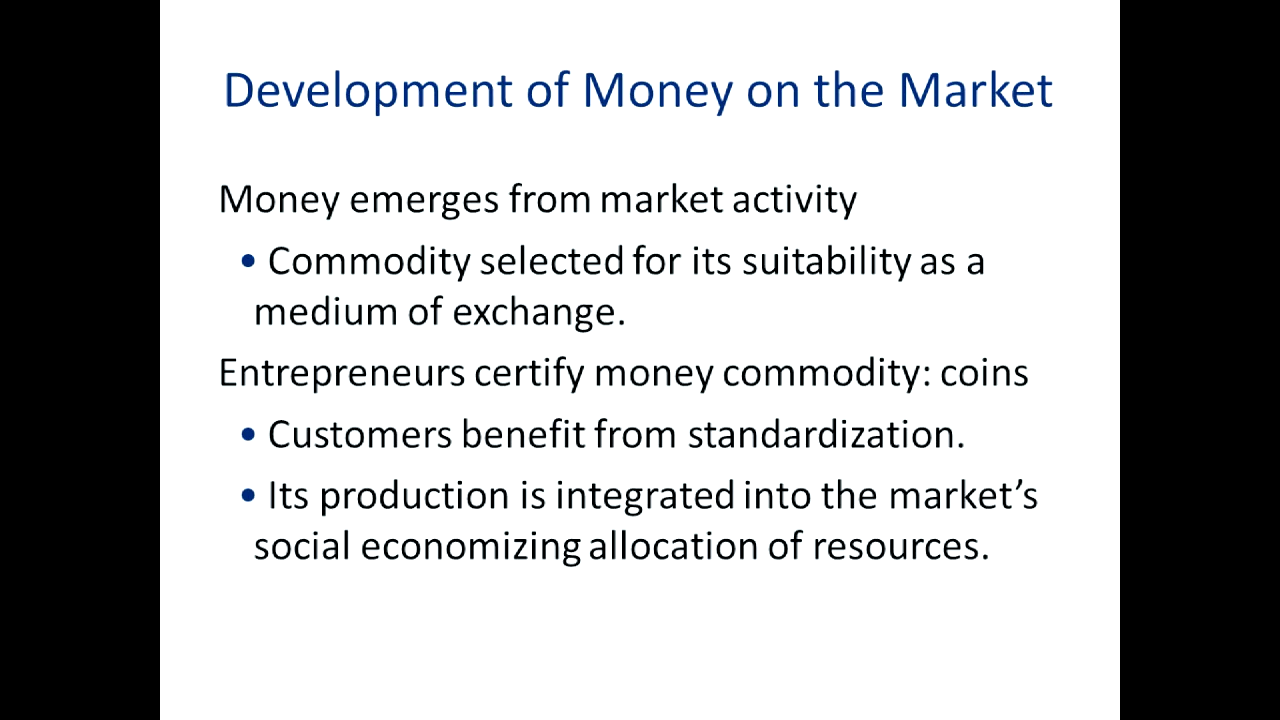 Development of Money on the Market
Money emerges from market activity
• Commodity selected for its suitability as a
medium of exchange.
Entrepreneurs certify money commodity: coins
• Customers benefit from standardization.
• Its production is integrated into the market’s
social economizing allocation of resources.